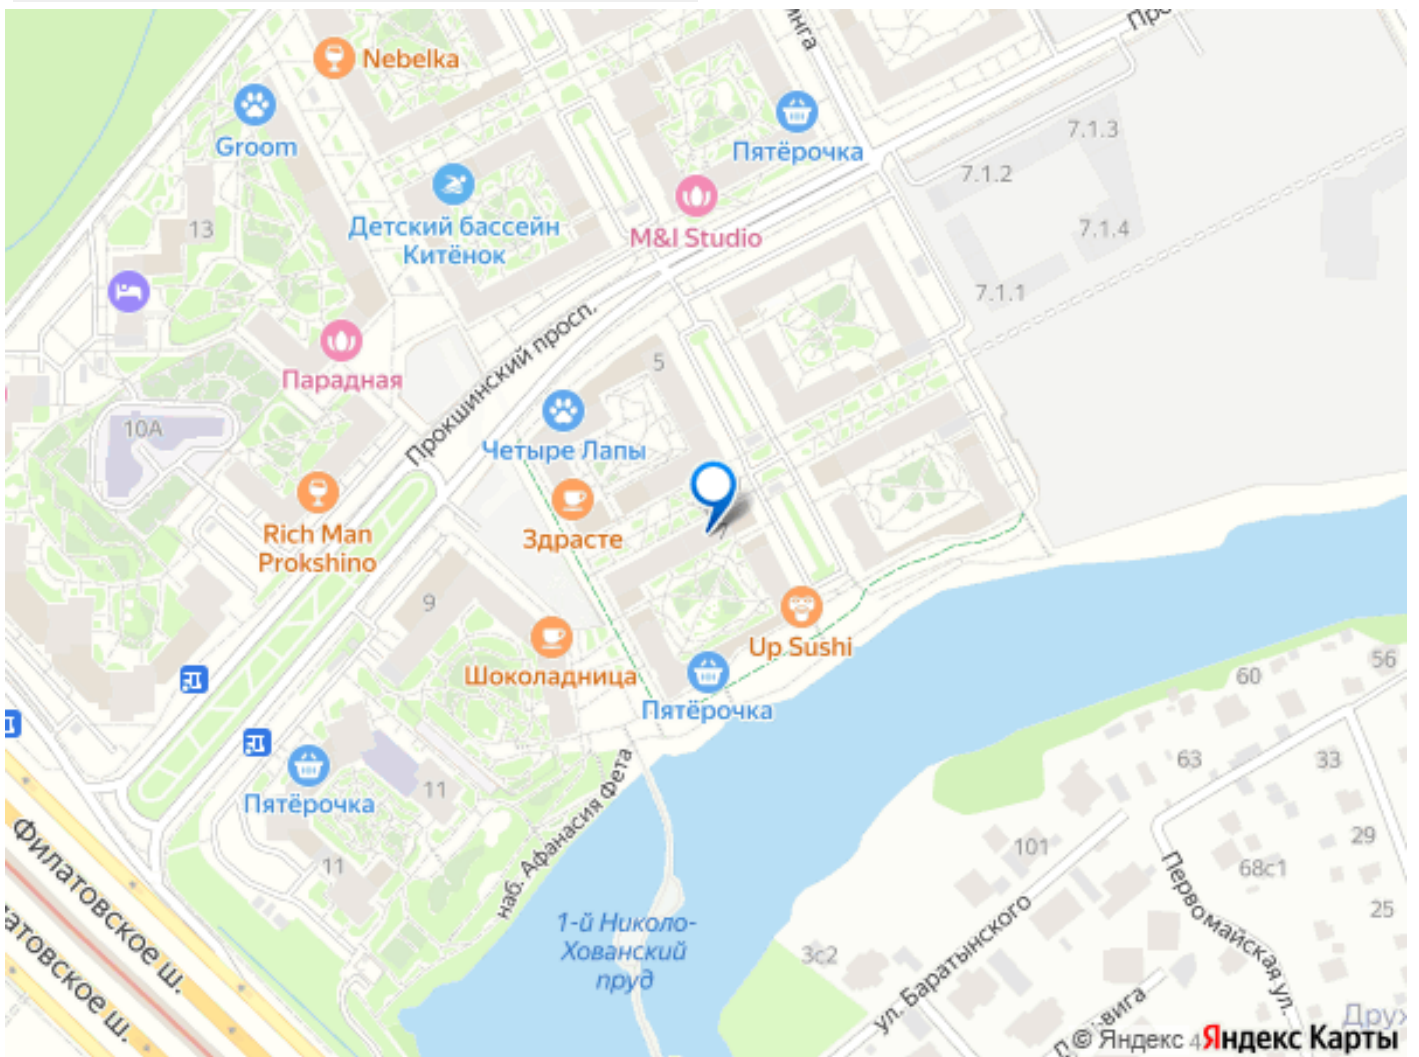 Nebelka
Groom
Пятёрочка
7.1.3
7.1.2
M&I Studio
Детский бассейн
Китёнок
13
7.1.4
7.1.1
Прокшинский просп.
Парадная
5
10А
Четыре Лапы
Rich Man
Prokshino
Здрасте
9
Up Sushi
Шоколадница
Пятёрочка
60
56
63
33
Пятёрочка
11
наб. Афанасия Фета
11
101
29
68с1
25
Филатовское ш.
1-й Николо-
Хованский
пруд
3с2
ул. Баратынского
Первомайская ул.
© Яндекс
Яндекс Карты